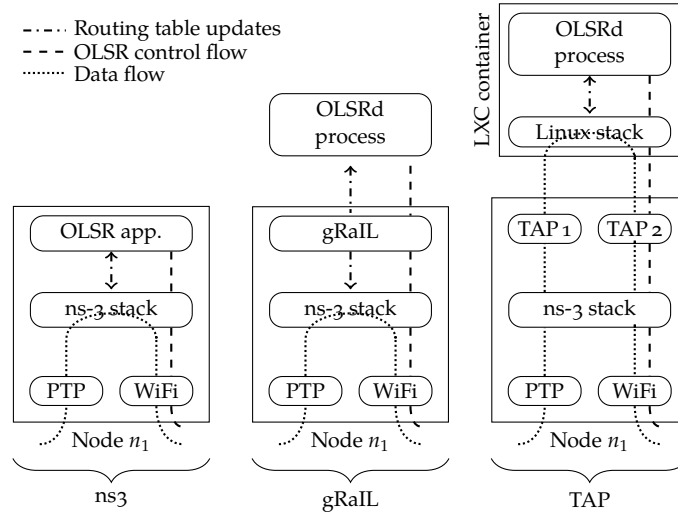 Routing table updates
OLSR control flow
Data flow
OLSR app.
ns-3 stack
PTP
WiFi
Node n1
ns3
OLSRd
process
gRaIL
ns-3 stack
PTP
WiFi
Node n1
gRaIL
LXC container
OLSRd
process
Linux stack
TAP 1
TAP 2
ns-3 stack
PTP
WiFi
Node n1
TAP